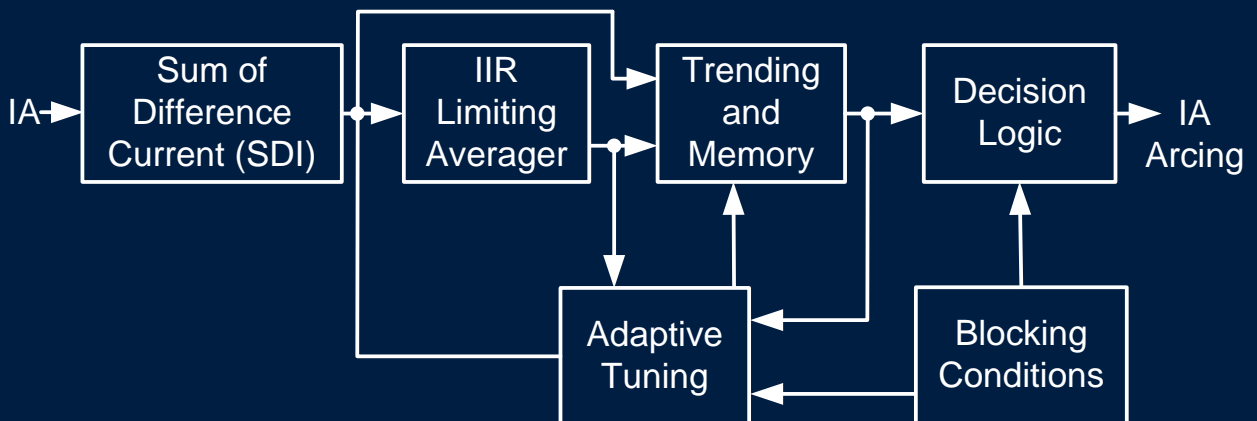 IA
Sum of
Difference
Current (SDI)
IIR
Limiting
Averager
Trending
and
Memory
Decision
Logic
IA
Arcing
Adaptive
Tuning
Blocking
Conditions